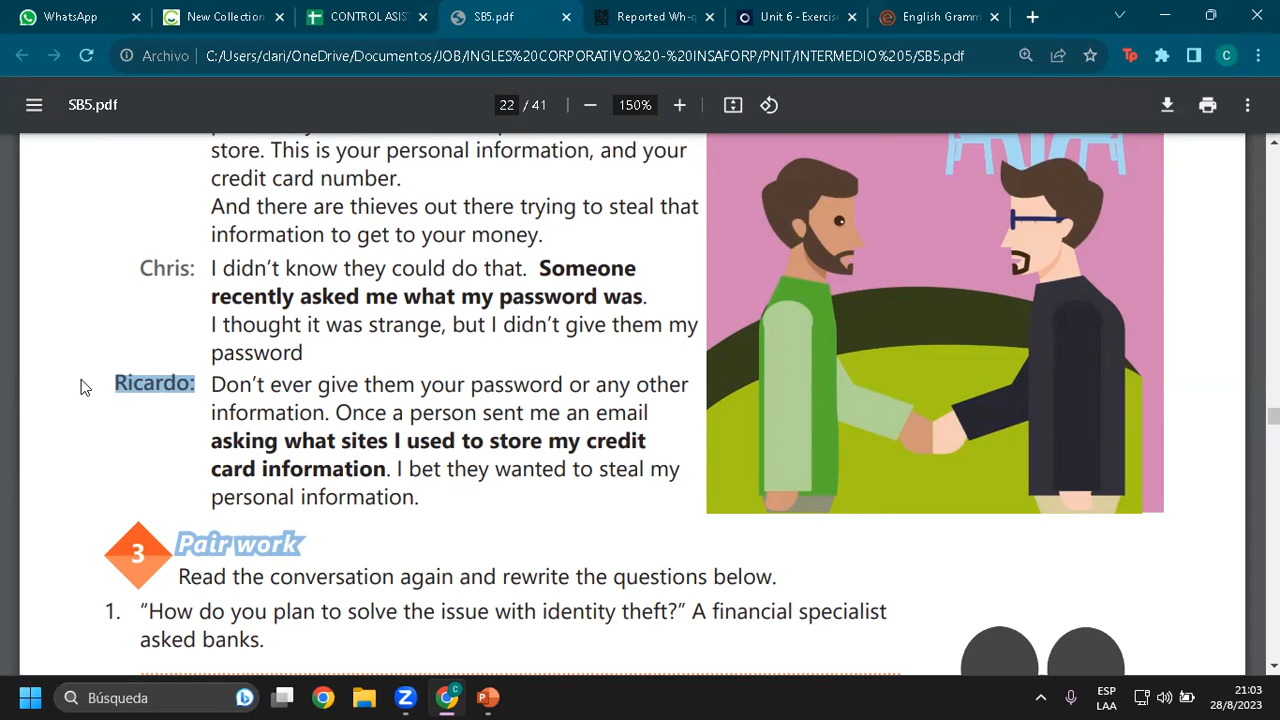 WhatsApp
New Collection
CONTROL ASIST
SB5.pdf
Reported Wh-q
Unit 6 - Exercise
English Gramm
Archivo
C:/Users/clari/OneDrive/Documentos/JOB/INGLES%20CORPORATIVO%20-%20INSAFORP/PNIT/INTERMEDIO%205/SB5.pdf
C
SB5.pdf
22 / 41
150%
store. This is your personal information, and your
credit card number.
And there are thieves out there trying to steal that
information to get to your money.
Chris: I didn't know they could do that. Someone
recently asked me what my password was.
I thought it was strange, but I didn't give them my
password
Ricardo: Don't ever give them your password or any other
information. Once a person sent me an email
asking what sites I used to store my credit
card information. I bet they wanted to steal my
personal information.
3 Pair work
Read the conversation again and rewrite the questions below.
1. “How do you plan to solve the issue with identity theft?” A financial specialist
asked banks.
Búsqueda
ESP
LAA
21:03
28/8/2023